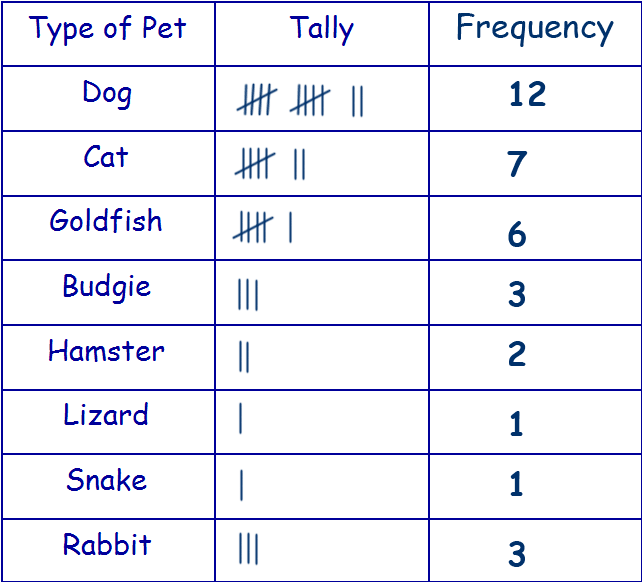 Type of Pet Tally Frequency
Dog 12
Cat 7
Goldfish 6
Budgie 3
Hamster 2
Lizard 1
Snake 1
Rabbit 3